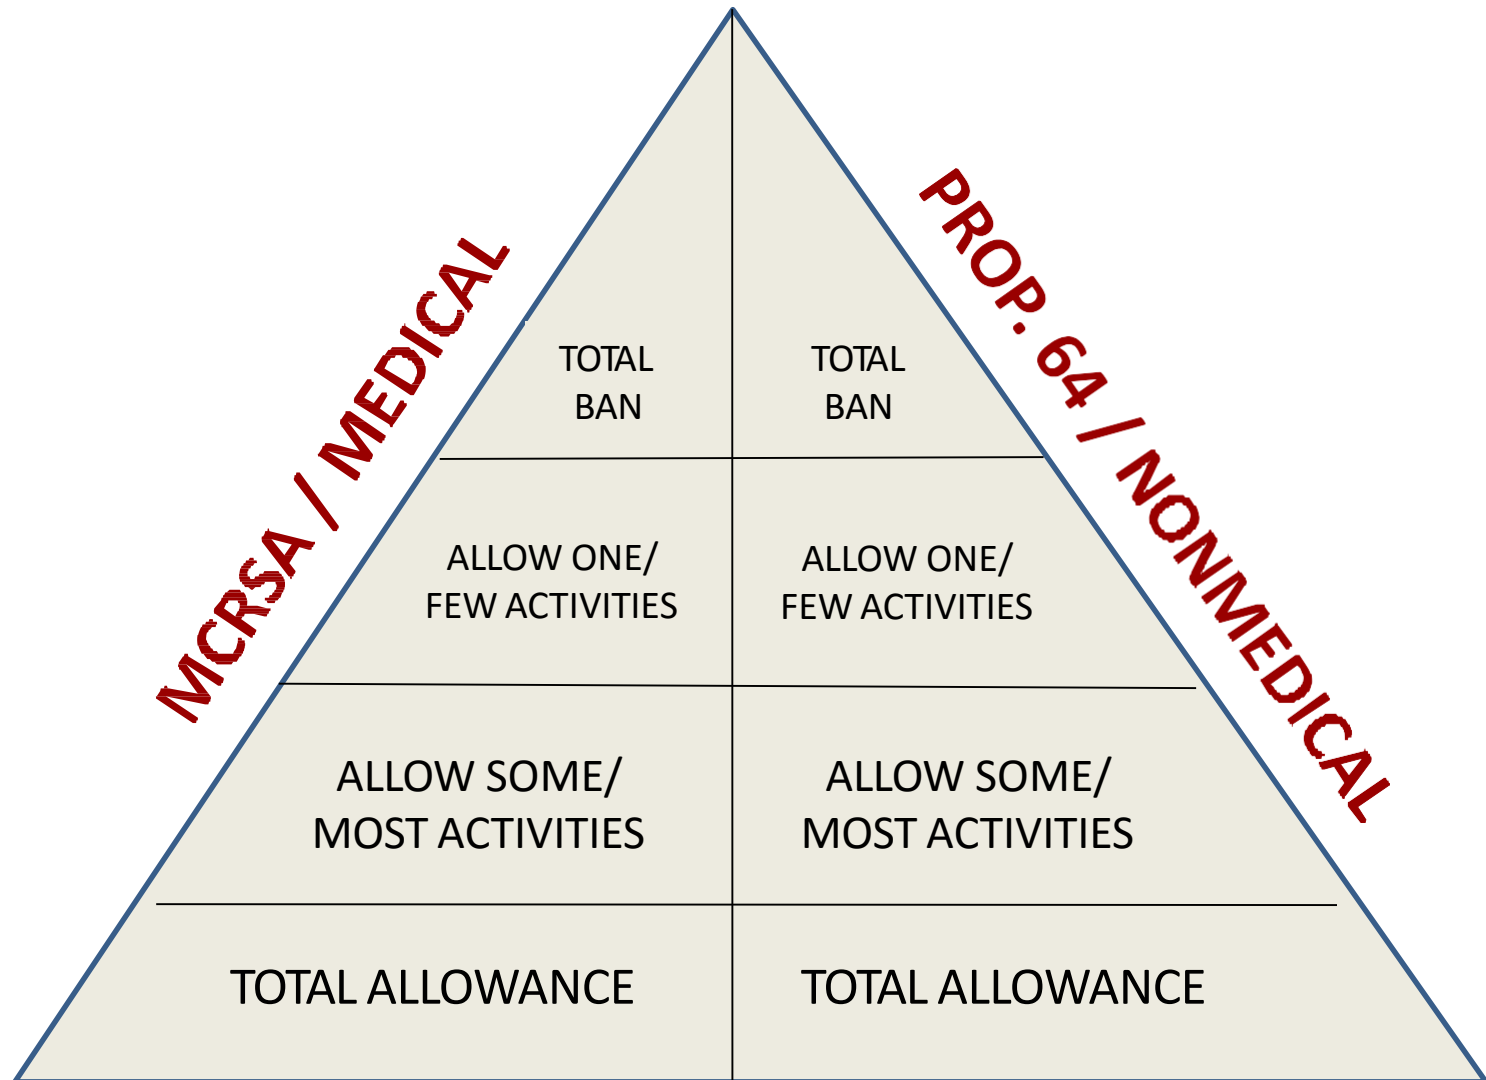 MCRSA / MEDICAL
PROP. 64 / NONMEDICAL
TOTAL
BAN
TOTAL
BAN
ALLOW ONE/
FEW ACTIVITIES
ALLOW ONE/
FEW ACTIVITIES
ALLOW SOME/
MOST ACTIVITIES
ALLOW SOME/
MOST ACTIVITIES
TOTAL ALLOWANCE
TOTAL ALLOWANCE